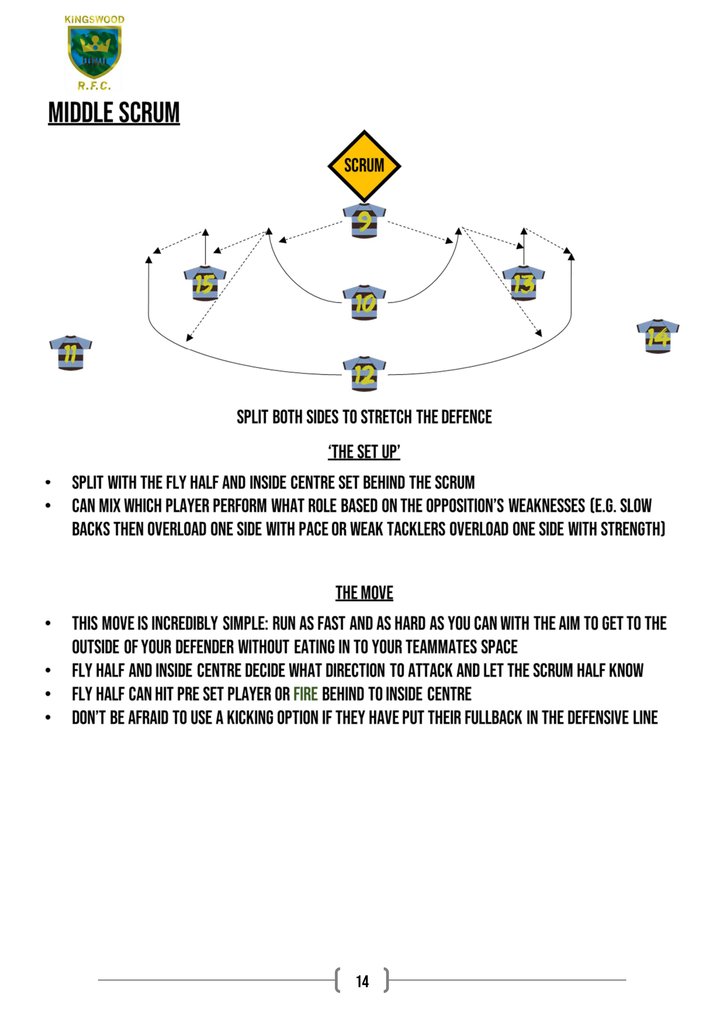 KINGSWOOD
R.F.C.
MIDDLE SCRUM
SCRUM
9
15
13
10
11
14
12
SPLIT BOTH SIDES TO STRETCH THE DEFENCE
‘THE SET UP’
• SPLIT WITH THE FLY HALF AND INSIDE CENTRE SET BEHIND THE SCRUM
• CAN MIX WHICH PLAYER PERFORM WHAT ROLE BASED ON THE OPPOSITION’S WEAKNESSES (E.G. SLOW
BACKS THEN OVERLOAD ONE SIDE WITH PACE OR WEAK TACKLERS OVERLOAD ONE SIDE WITH STRENGTH)
THE MOVE
• THIS MOVE IS INCREDIBLY SIMPLE: RUN AS FAST AND AS HARD AS YOU CAN WITH THE AIM TO GET TO THE
OUTSIDE OF YOUR DEFENDER WITHOUT EATING IN TO YOUR TEAMMATES SPACE
• FLY HALF AND INSIDE CENTRE DECIDE WHAT DIRECTION TO ATTACK AND LET THE SCRUM HALF KNOW
• FLY HALF CAN HIT PRE SET PLAYER OR FIRE BEHIND TO INSIDE CENTRE
• DON’T BE AFRAID TO USE A KICKING OPTION IF THEY HAVE PUT THEIR FULLBACK IN THE DEFENSIVE LINE
14